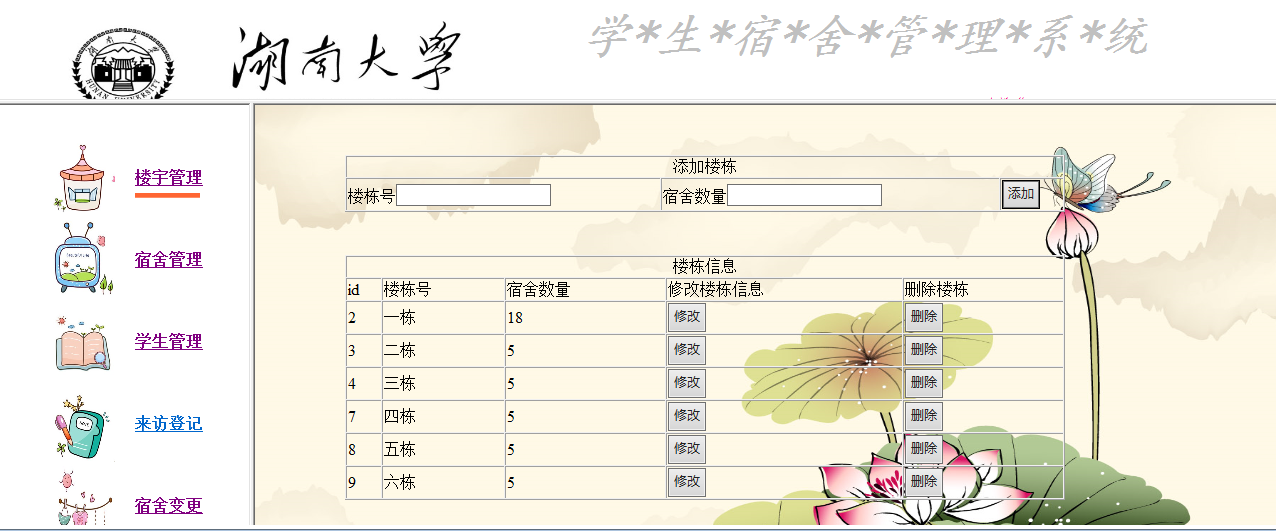 湖南大学
学*生*宿*舍*管*理*系*统
HUNAN UNIVERSITY
楼宇管理
宿舍管理
学生管理
来访登记
宿舍变更
添加楼栋
楼栋号 宿舍数量 添加
楼栋信息
id 楼栋号 宿舍数量 修改楼栋信息 删除楼栋
2 一栋 18 修改 删除
3 二栋 5 修改 删除
4 三栋 5 修改 删除
7 四栋 5 修改 删除
8 五栋 5 修改 删除
9 六栋 5 修改 删除